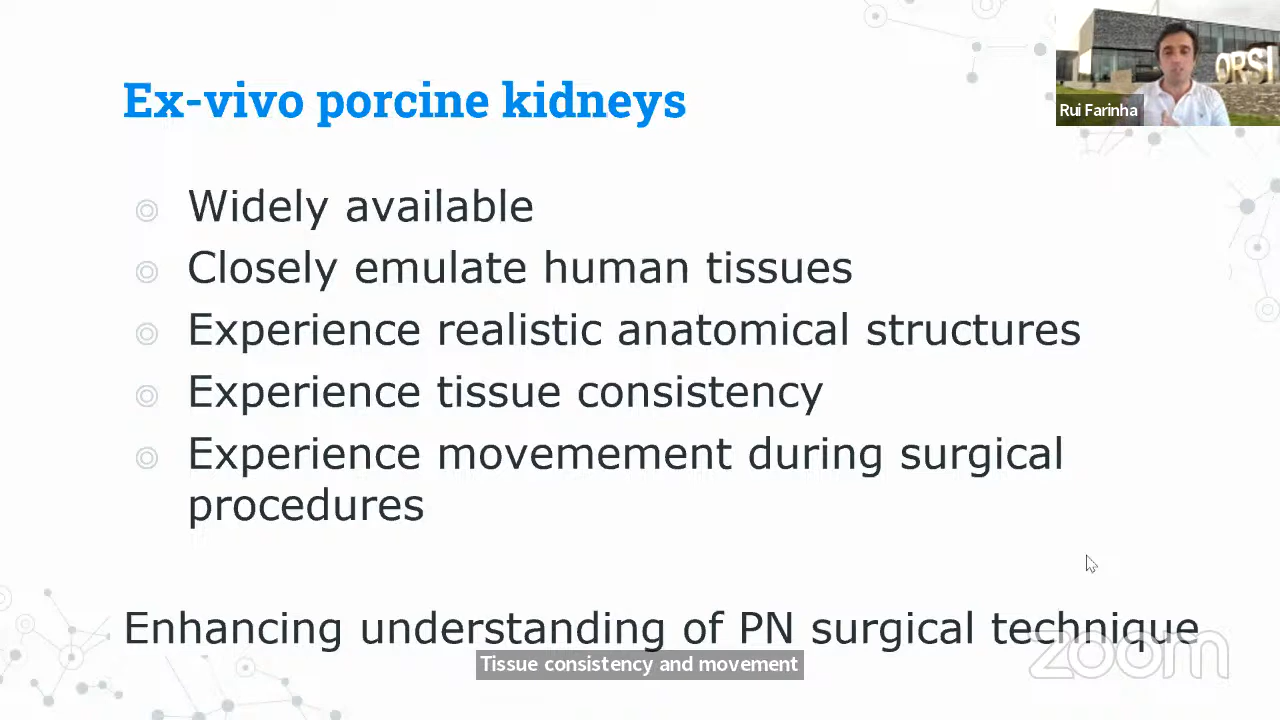 Ex-vivo porcine kidneys
ORSI
Rui Farinha
Widely available
Closely emulate human tissues
Experience realistic anatomical structures
Experience tissue consistency
Experience movemement during surgical
procedures
Enhancing understanding of PN surgical technique
Tissue consistency and movement
zoom